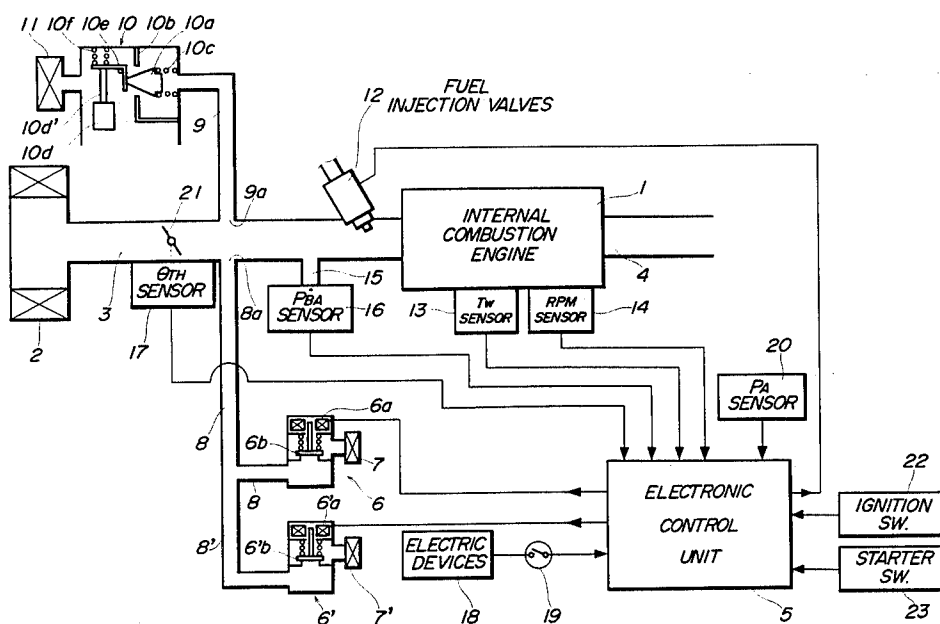 11 10f 10e 10 10b 10a 10c
FUEL
INJECTION VALVES
12
10d'
10d
9
21
9a
1
INTERNAL
COMBUSTION
ENGINE
θTH
SENSOR
3
2
17
8a
15
PBA
SENSOR
16
13
TW
SENSOR
RPM
SENSOR
14
4
20
PA
SENSOR
8
6a
6b
7
6
8
6'a
6'b
8'
6'
7'
ELECTRIC
DEVICES
18
19
ELECTRONIC
CONTROL
UNIT
5
22
IGNITION
SW.
STARTER
SW.
23